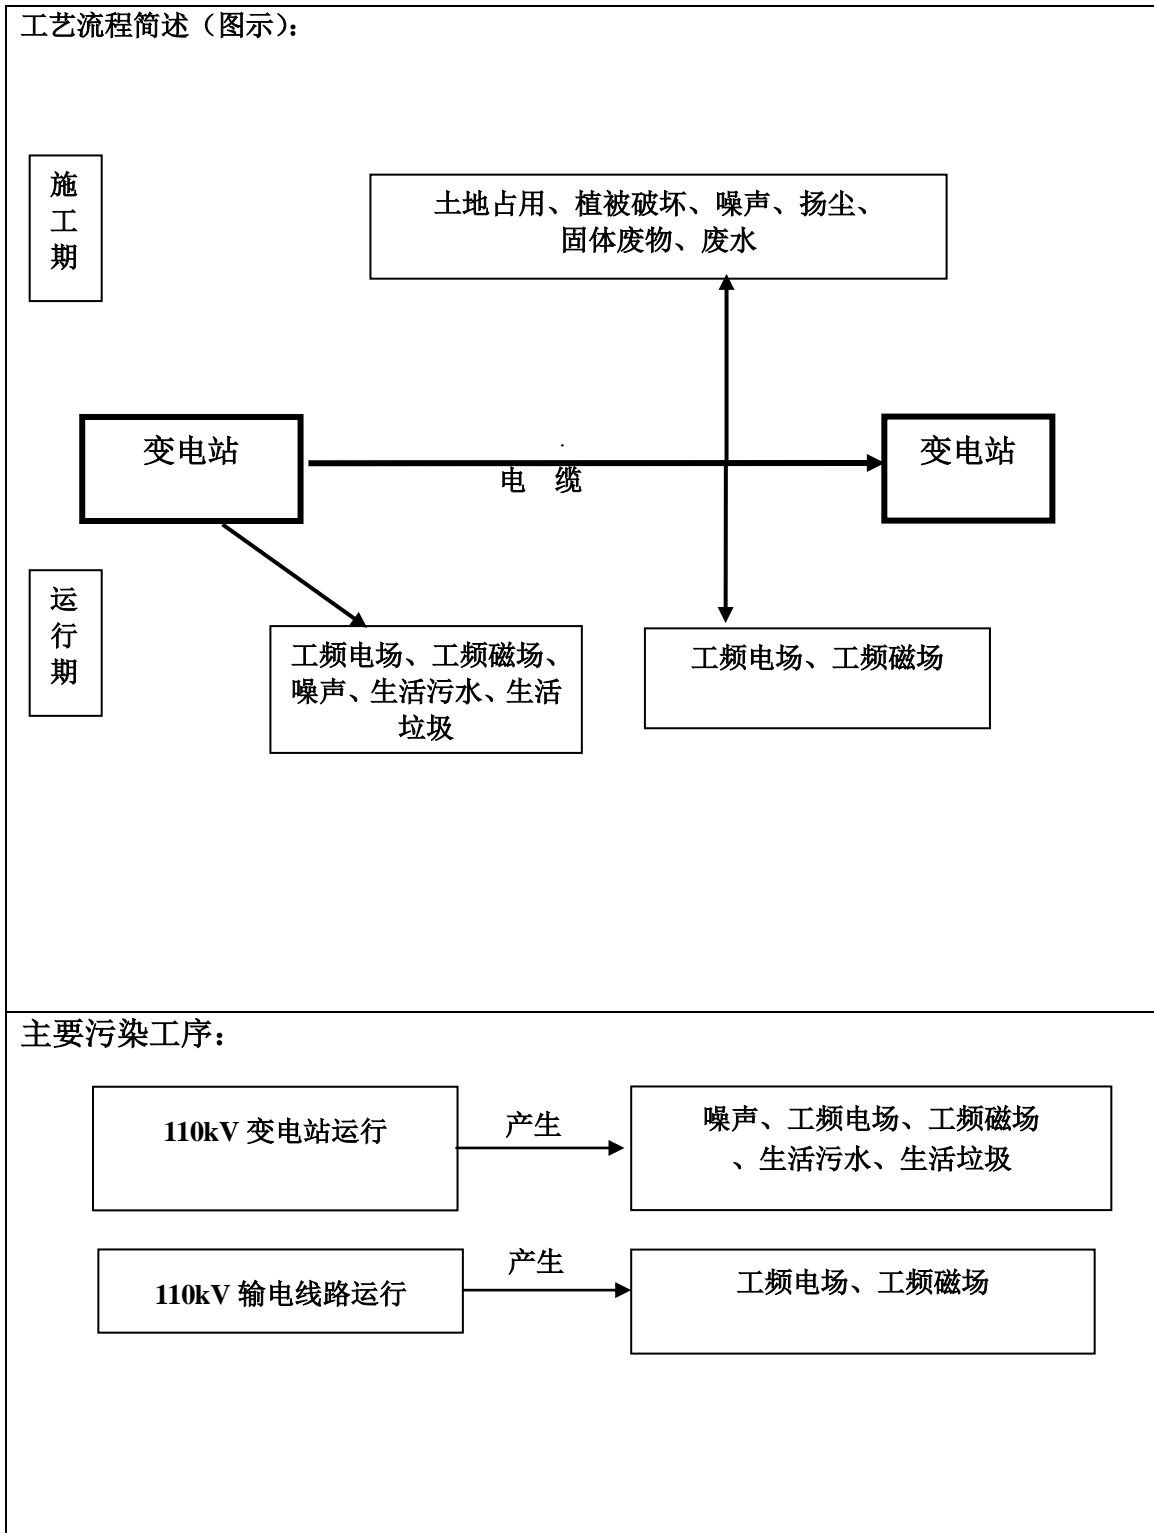 工艺流程简述（图示）：
施
工
期
土地占用、植被破坏、噪声、扬尘、
固体废物、废水
变电站
变电站
电 缆
运
行
期
工频电场、工频磁场、
噪声、生活污水、生活
垃圾
工频电场、工频磁场
主要污染工序：
110kV 变电站运行
产生
噪声、工频电场、工频磁场
、生活污水、生活垃圾
110kV 输电线路运行
产生
工频电场、工频磁场